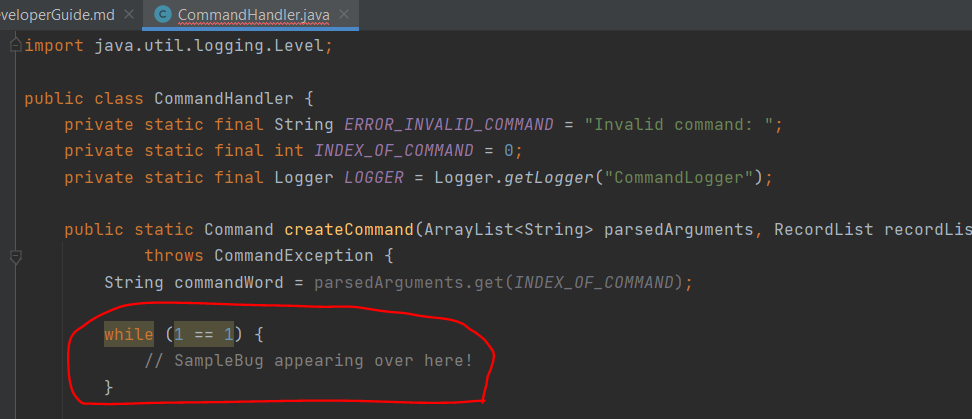 veloperGuide.md CommandHandler.java
import java.util.logging.Level;
public class CommandHandler {
private static final String ERROR_INVALID_COMMAND = "Invalid command: ";
private static final int INDEX_OF_COMMAND = 0;
private static final Logger LOGGER = Logger.getLogger("CommandLogger");
public static Command createCommand(ArrayList<String> parsedArguments, RecordList recordLis
throws CommandException {
String commandWord = parsedArguments.get(INDEX_OF_COMMAND);
while (1 == 1) {
// SampleBug appearing over here!
}